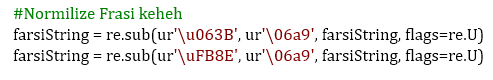 #Normilize Frasi keheh
farsiString = re.sub(ur'\u063B', ur'\06a9', farsiString, flags=re.U)
farsiString = re.sub(ur'\uFB8E', ur'\06a9', farsiString, flags=re.U)